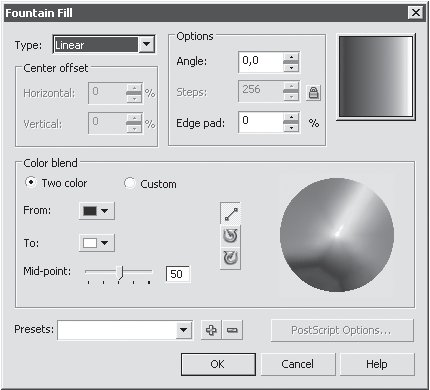 Fountain Fill
Type: Linear
Options
Angle: 0,0
Center offset
Horizontal: 0 %
Steps: 256
Vertical: 0 %
Edge pad: 0 %
Color blend
Two color Custom
From:
To:
Mid-point: 50
Presets:
PostScript Options...
OK Cancel Help